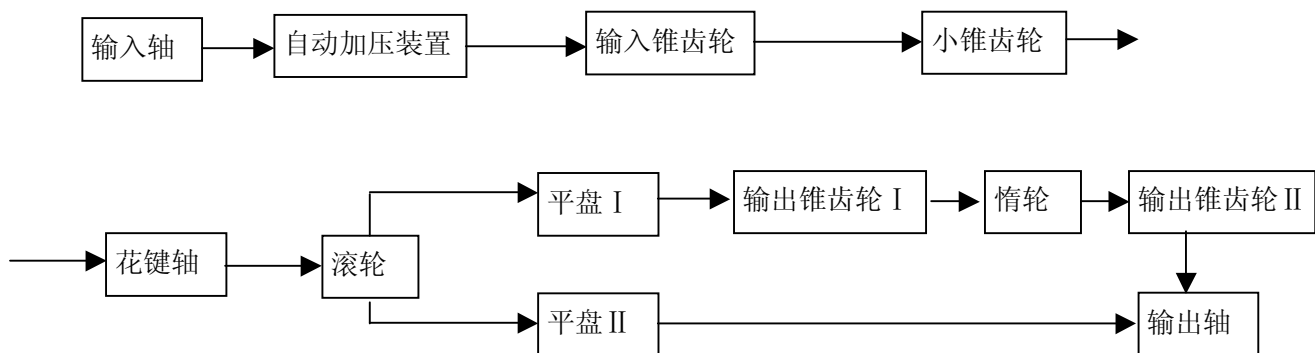 输入轴
自动加压装置
输入锥齿轮
小锥齿轮
平盘Ⅰ
输出锥齿轮Ⅰ
惰轮
输出锥齿轮Ⅱ
花键轴
滚轮
平盘Ⅱ
输出轴